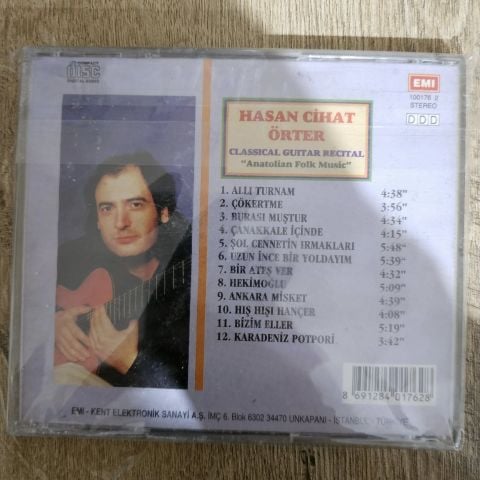 COMPACT
disc
DIGITAL AUDIO
EMI
100176 2
STEREO
DDD
HASAN CİHAT
ÖRTER
CLASSICAL GUITAR RECITAL
"Anatolian Folk Music"
1. ALLI TURNAM 4:38"
2. ÇÖKERTME 3:56"
3. BURASI MUŞTUR 4:34"
4. ÇANAKKALE İÇİNDE 4:15"
5. ŞOL CENNETİN IRMAKLARI 5:48"
6. UZUN İNCE BİR YOLDAYIM 5:39"
7. BİR ATEŞ VER 4:32"
8. HEKİMOĞLU 5:09"
9. ANKARA MİSKET 4:39"
10. HIŞ HIŞI HANÇER 4:08"
11. BİZİM ELLER 5:19"
12. KARADENİZ POTPORİ 3:42"
8 691284 017628
EMI - KENT ELEKTRONİK SANAYİ A.Ş. İMÇ 6. Blok 6302 34470 UNKAPANI - İSTANBUL - TÜRKİYE